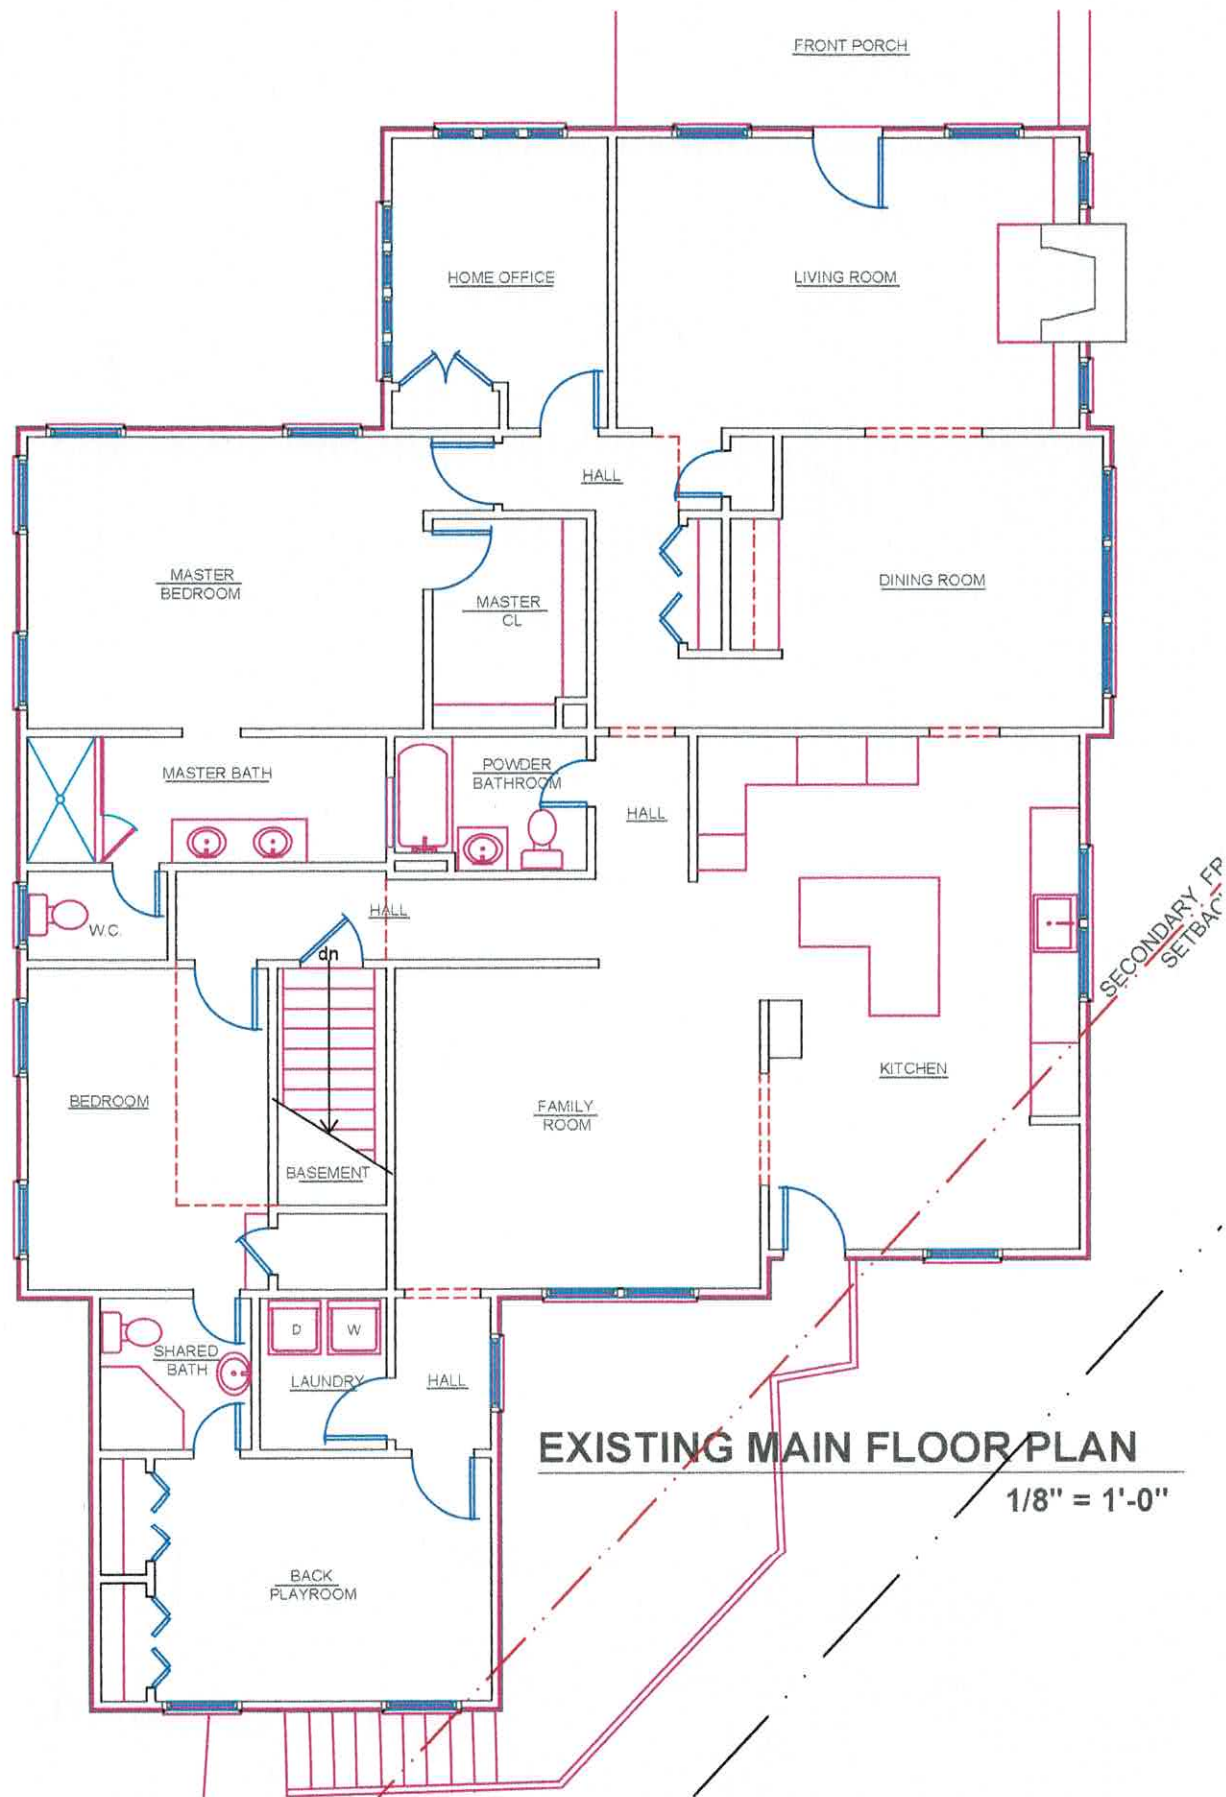 FRONT PORCH
HOME OFFICE
LIVING ROOM
HALL
MASTER
BEDROOM
MASTER
CL
DINING ROOM
MASTER BATH
POWDER
BATHROOM
HALL
HALL
W.C.
dn
SECONDARY FR
SETBAC
BEDROOM
FAMILY
ROOM
KITCHEN
BASEMENT
D
W
SHARED
BATH
LAUNDRY
HALL
EXISTING MAIN FLOOR PLAN
1/8" = 1'-0"
BACK
PLAYROOM